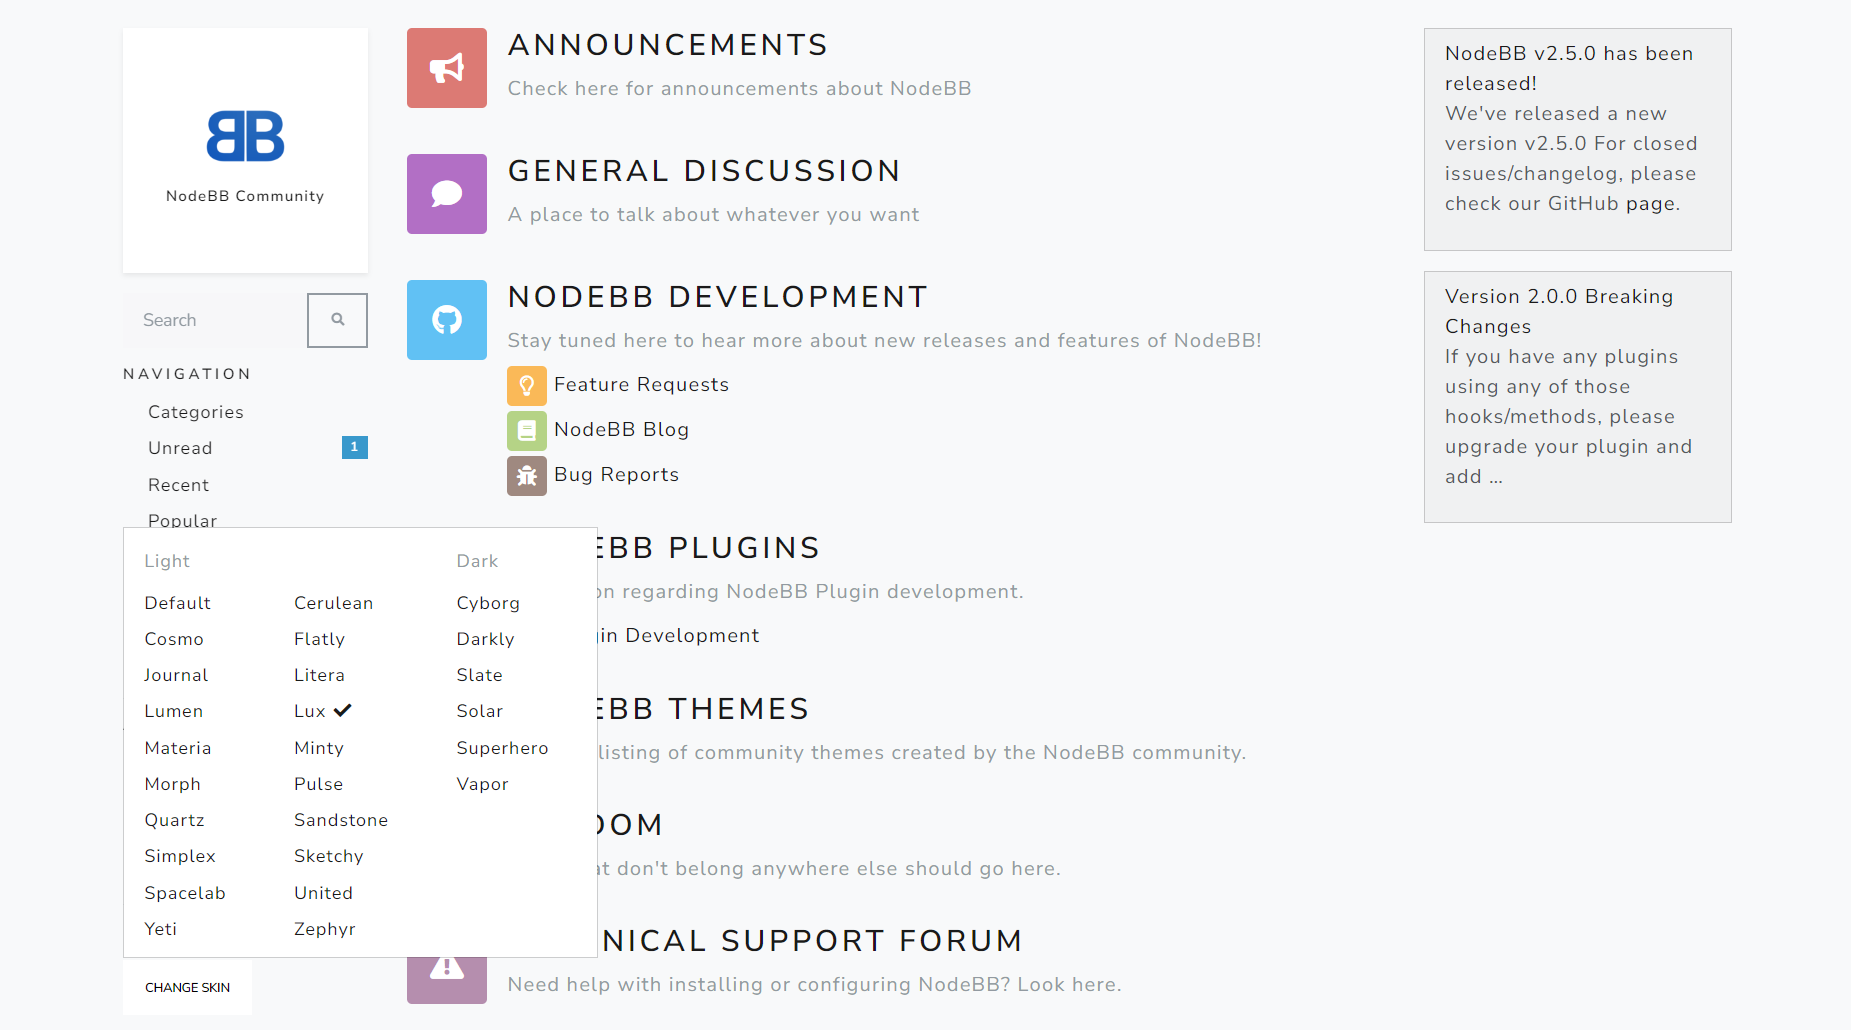 BB
NodeBB Community
Search
NAVIGATION
Categories
Unread 1
Recent
Popular
Light
Default
Cosmo
Journal
Lumen
Materia
Morph
Quartz
Simplex
Spacelab
Yeti
Cerulean
Flatly
Litera
Lux
Minty
Pulse
Sandstone
Sketchy
United
Zephyr
Dark
Cyborg
Darkly
Slate
Solar
Superhero
Vapor
CHANGE SKIN
ANNOUNCEMENTS
Check here for announcements about NodeBB
GENERAL DISCUSSION
A place to talk about whatever you want
NODEBB DEVELOPMENT
Stay tuned here to hear more about new releases and features of NodeBB!
Feature Requests
NodeBB Blog
Bug Reports
EBB PLUGINS
on regarding NodeBB Plugin development.
gin Development
EBB THEMES
listing of community themes created by the NodeBB community.
DOM
at don't belong anywhere else should go here.
NICAL SUPPORT FORUM
Need help with installing or configuring NodeBB? Look here.
NodeBB v2.5.0 has been
released!
We've released a new
version v2.5.0 For closed
issues/changelog, please
check our GitHub page.
Version 2.0.0 Breaking
Changes
If you have any plugins
using any of those
hooks/methods, please
upgrade your plugin and
add ...